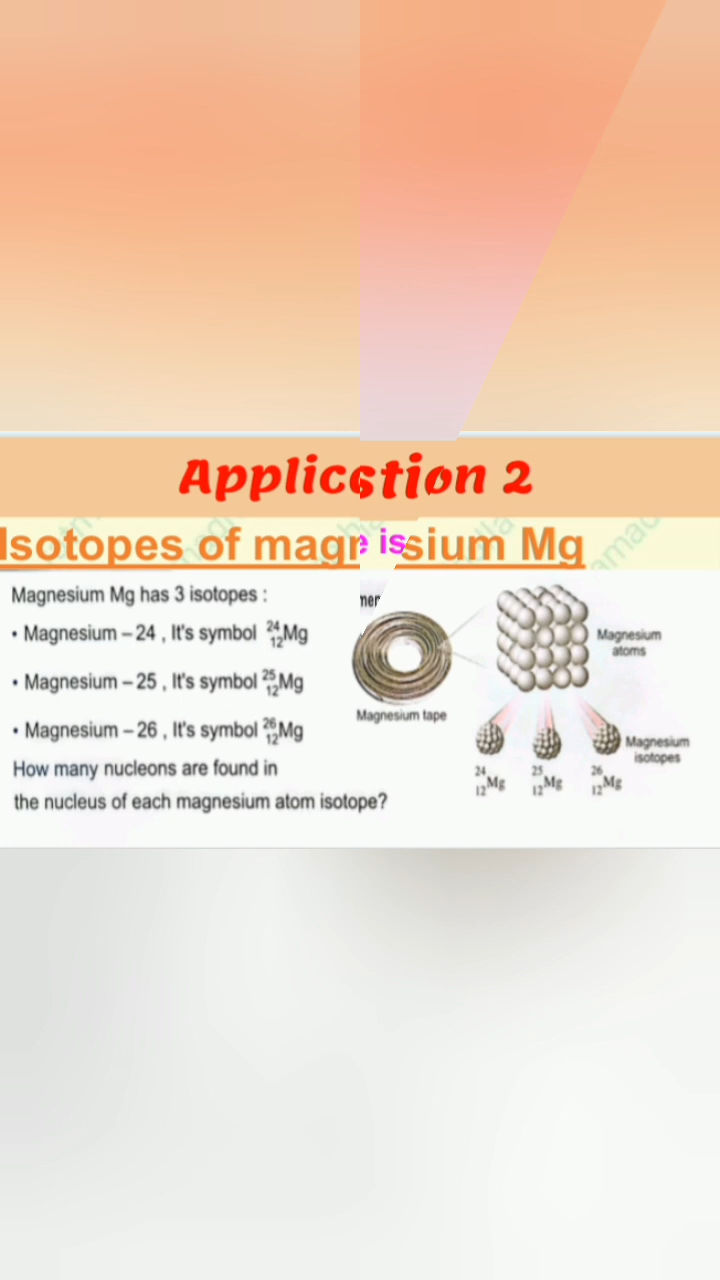 Application 2
Isotopes of magn
e is
sium Mg
Magnesium Mg has 3 isotopes :
• Magnesium – 24 , It's symbol ²⁴₁₂Mg
• Magnesium – 25 , It's symbol ²⁵₁₂Mg
• Magnesium – 26 , It's symbol ²⁶₁₂Mg
How many nucleons are found in
the nucleus of each magnesium atom isotope?
Magnesium tape
Magnesium
atoms
Magnesium
isotopes
²⁴₁₂Mg
²⁵₁₂Mg
²⁶₁₂Mg